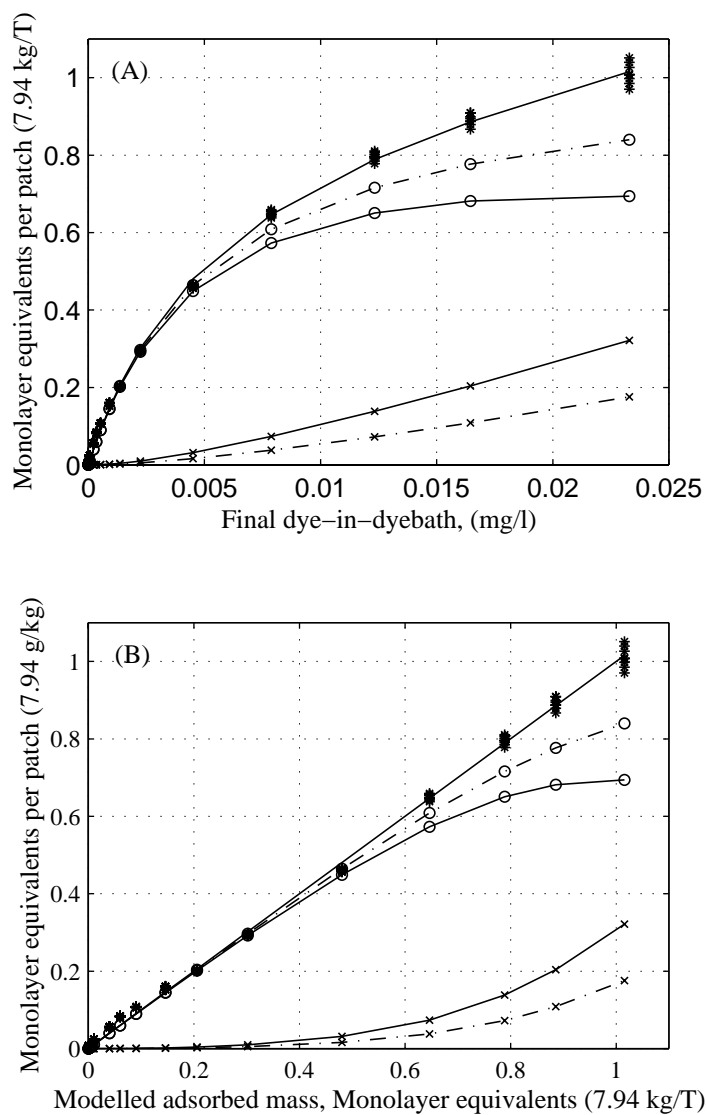 (A)
Monolayer equivalents per patch (7.94 kg/T)
1
0.8
0.6
0.4
0.2
0
0 0.005 0.01 0.015 0.02 0.025
Final dye−in−dyebath, (mg/l)
(B)
Monolayer equivalents per patch (7.94 g/kg)
1
0.8
0.6
0.4
0.2
0
0 0.2 0.4 0.6 0.8 1
Modelled adsorbed mass, Monolayer equivalents (7.94 kg/T)